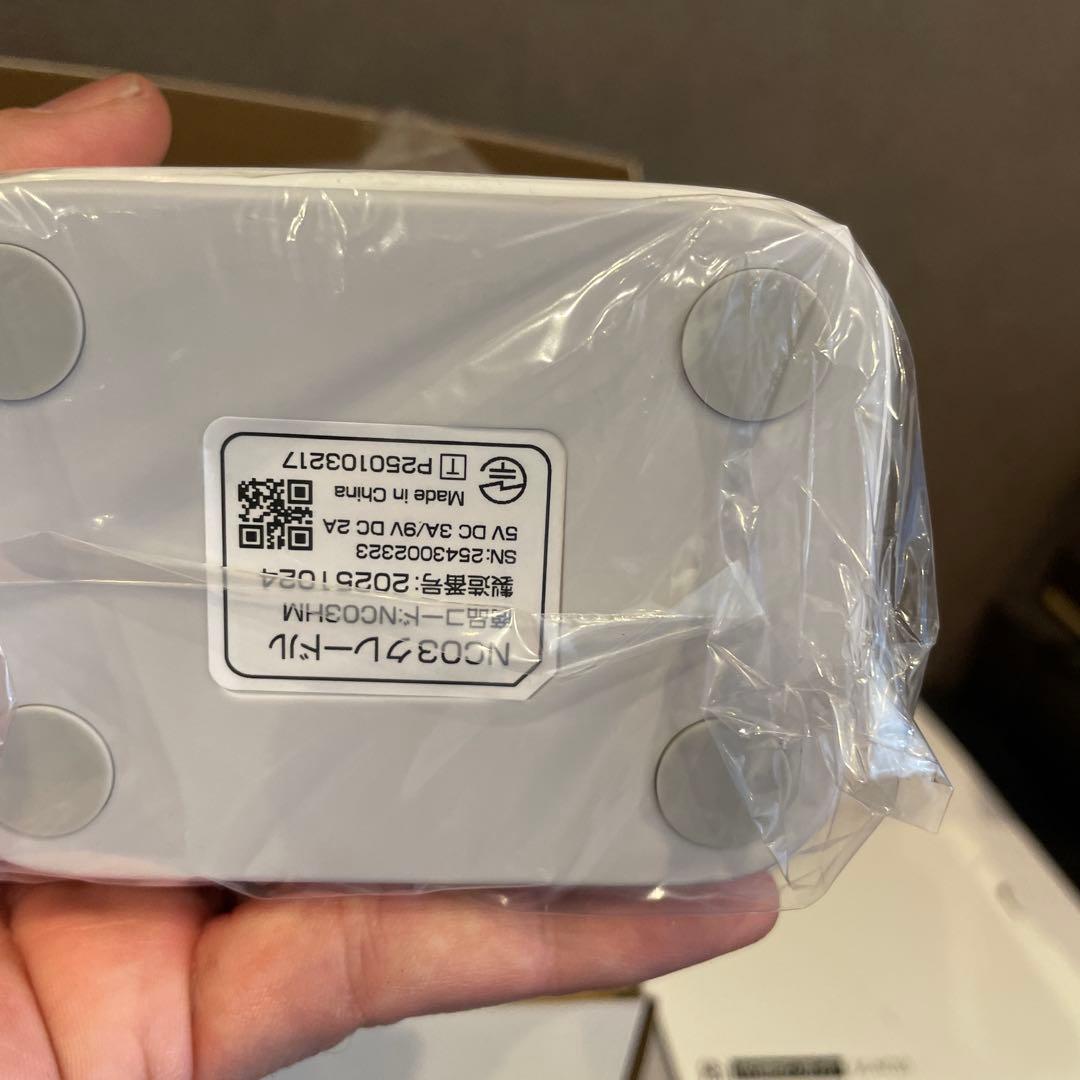 NC03クレードル
商品コード:NC03HM
製造番号:20251024
SN:25430002323
5V DC 3A/9V DC 2A
Made in China
T P250103217